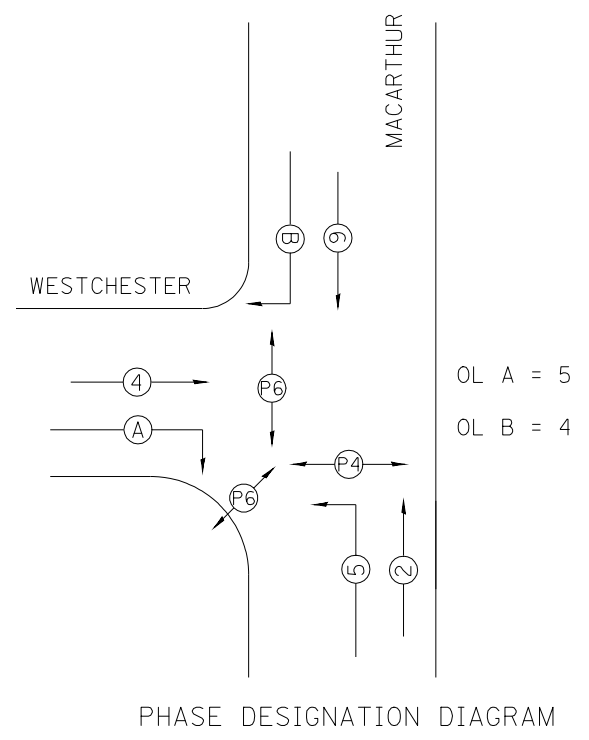 MACARTHUR
B
6
WESTCHESTER
4
P6
OL A = 5
A
OL B = 4
P4
P6
5
2
PHASE DESIGNATION DIAGRAM